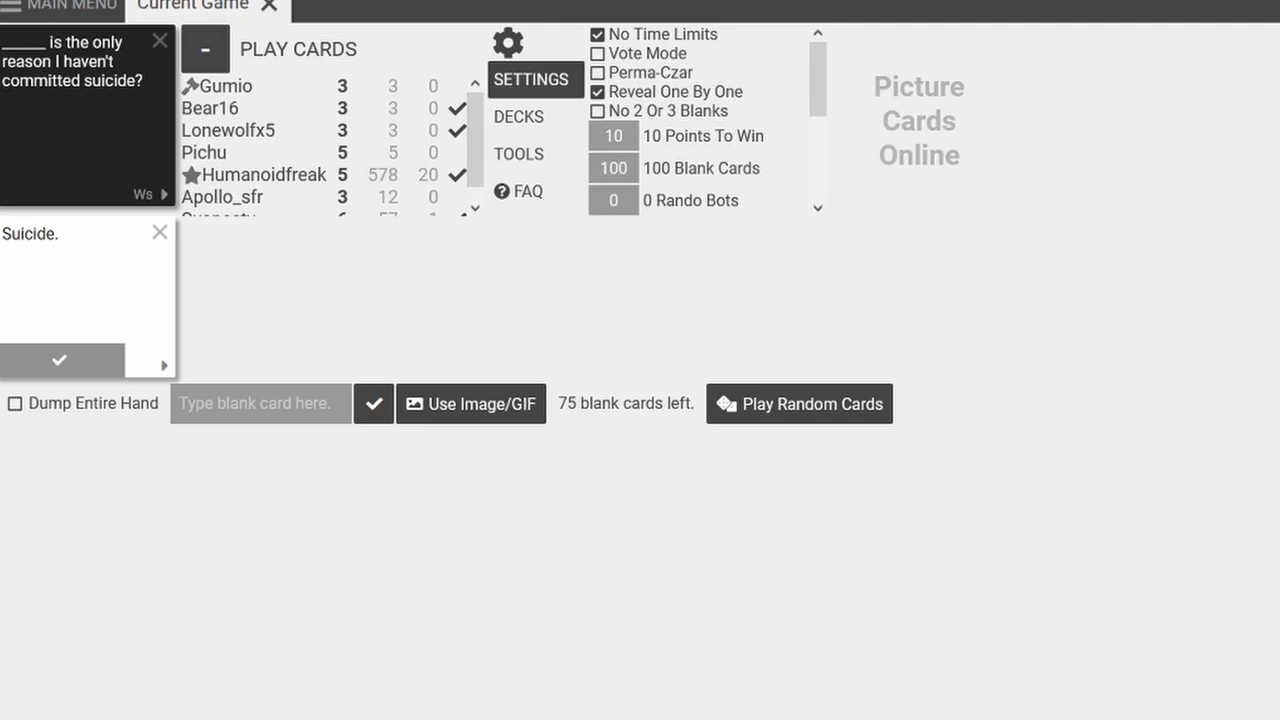 MAIN MENU
Current Game
_____ is the only
reason I haven't
committed suicide?
Ws
Suicide.
-
PLAY CARDS
Gumio 3 3 0
Bear16 3 3 0
Lonewolfx5 3 3 0
Pichu 5 5 0
Humanoidfreak 5 578 20
Apollo_sfr 3 12 0
SETTINGS
DECKS
TOOLS
FAQ
No Time Limits
Vote Mode
Perma-Czar
Reveal One By One
No 2 Or 3 Blanks
10 10 Points To Win
100 100 Blank Cards
0 0 Rando Bots
Picture
Cards
Online
Dump Entire Hand
Type blank card here.
Use Image/GIF
75 blank cards left.
Play Random Cards